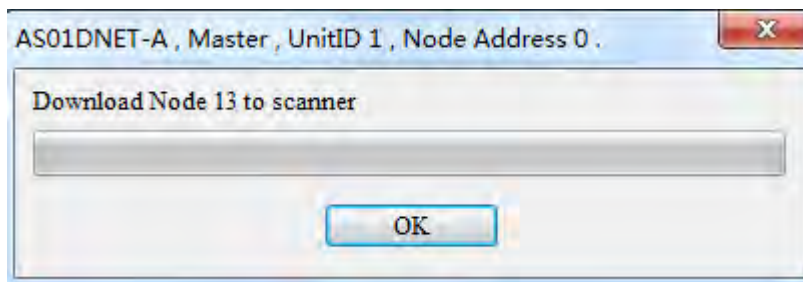 AS01DNET-A , Master , UnitID 1 , Node Address 0 .
Download Node 13 to scanner
OK